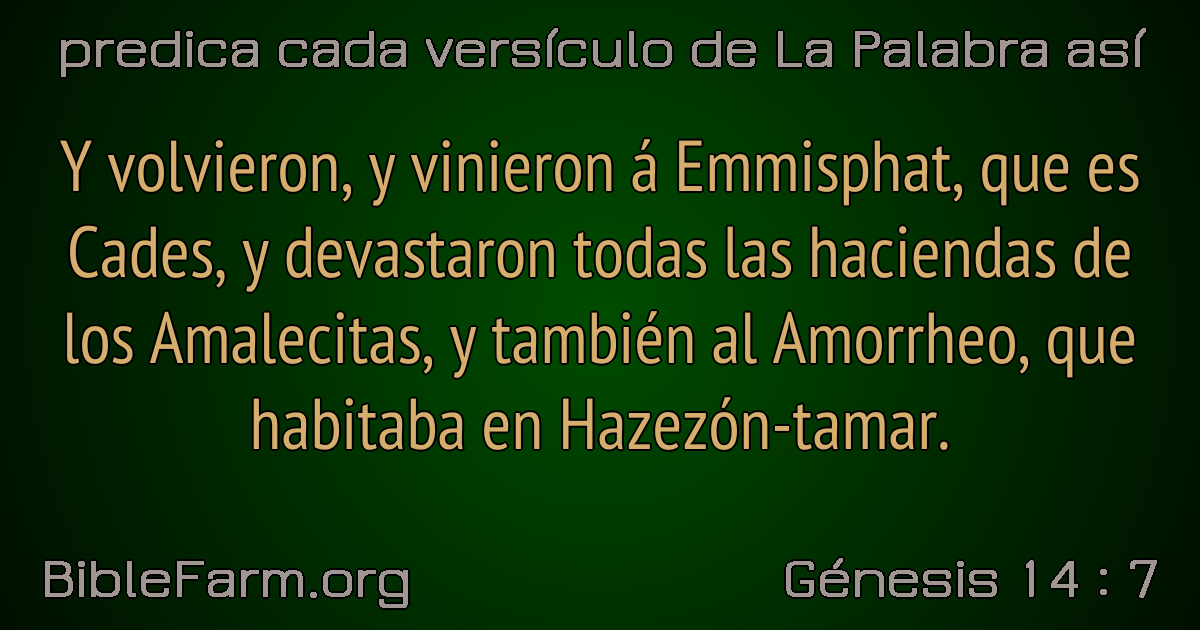 predica cada versículo de La Palabra así
Y volvieron, y vinieron á Emmisphat, que es
Cades, y devastaron todas las haciendas de
los Amalecitas, y también al Amorrheo, que
habitaba en Hazezón-tamar.
BibleFarm.org
Génesis 14 : 7